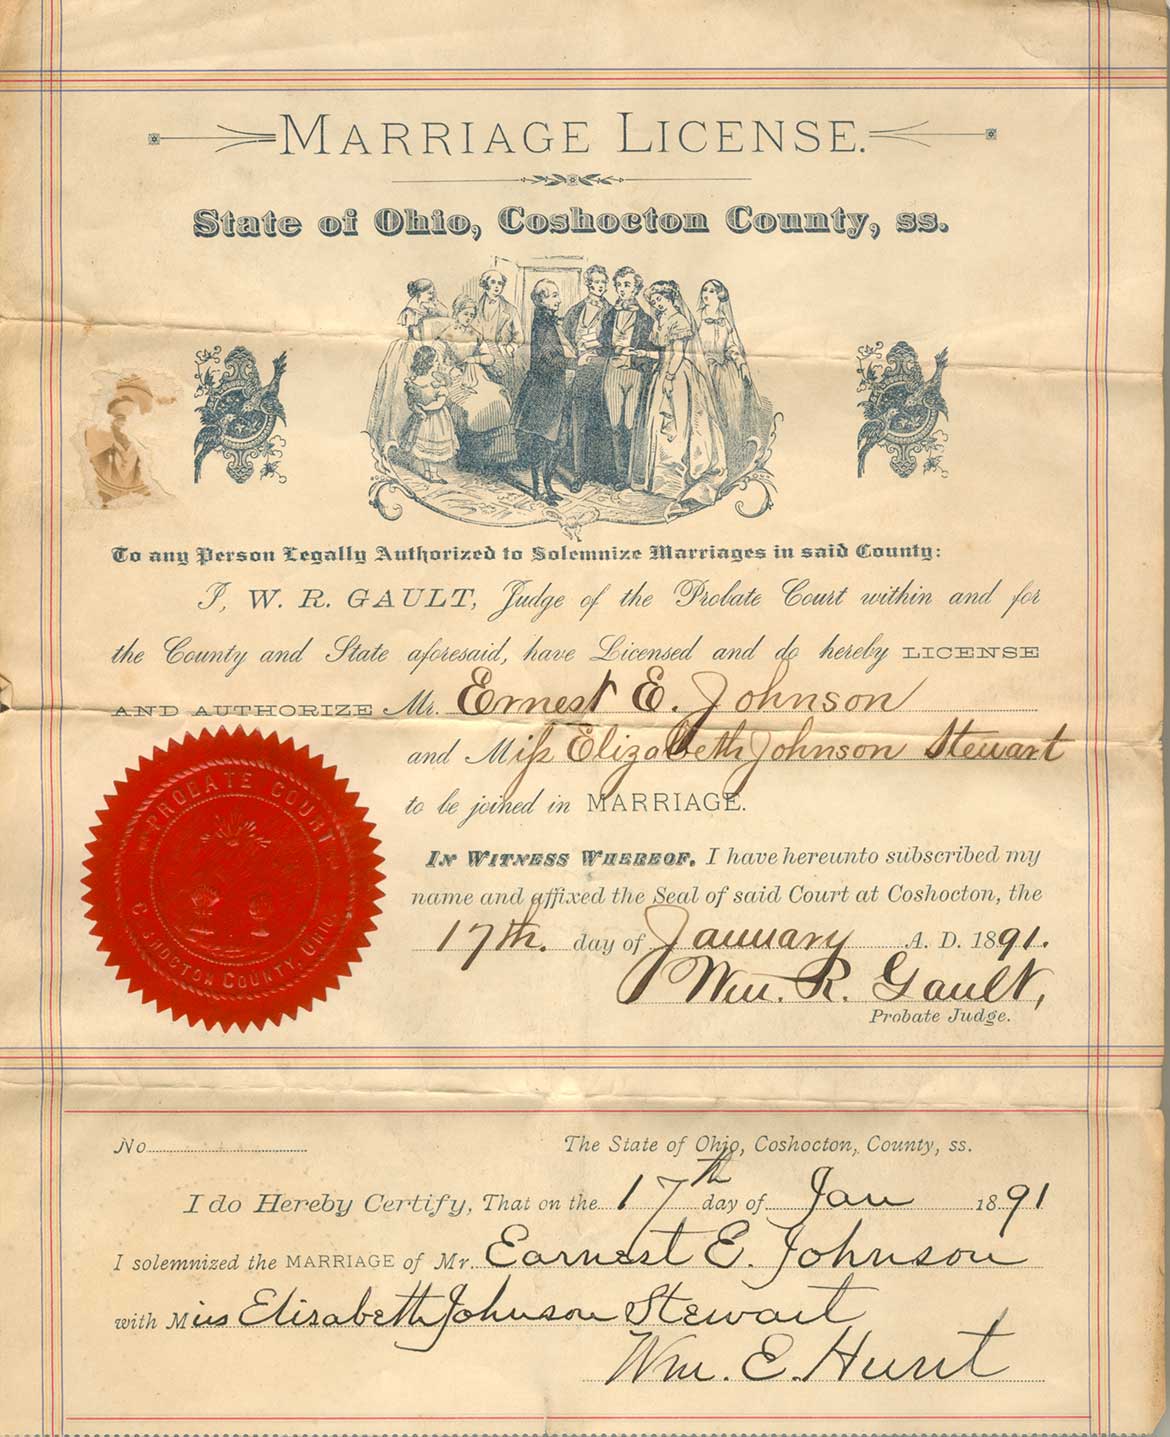 MARRIAGE LICENSE.
State of Ohio, Coshocton County, ss.
To any Person Legally Authorized to Solemnize Marriages in said County:
I, W. R. GAULT, Judge of the Probate Court within and for
the County and State aforesaid, have Licensed and do hereby LICENSE
AND AUTHORIZE Mr. Ernest E. Johnson
and Miss Elizabeth Johnson Stewart
to be joined in MARRIAGE.
IN WITNESS WHEREOF, I have hereunto subscribed my
name and affixed the Seal of said Court at Coshocton, the
17th. day of January A. D. 1891.
Wm. R. Gault,
Probate Judge.
PROBATE COURT
COSHOCTON COUNTY, OHIO
No
The State of Ohio, Coshocton, County, ss.
I do Hereby Certify, That on the 17th day of Jan 1891
I solemnized the MARRIAGE of Mr. Earnest E. Johnson
with Miss Elisabeth Johnson Stewart
Wm. E. Hunt